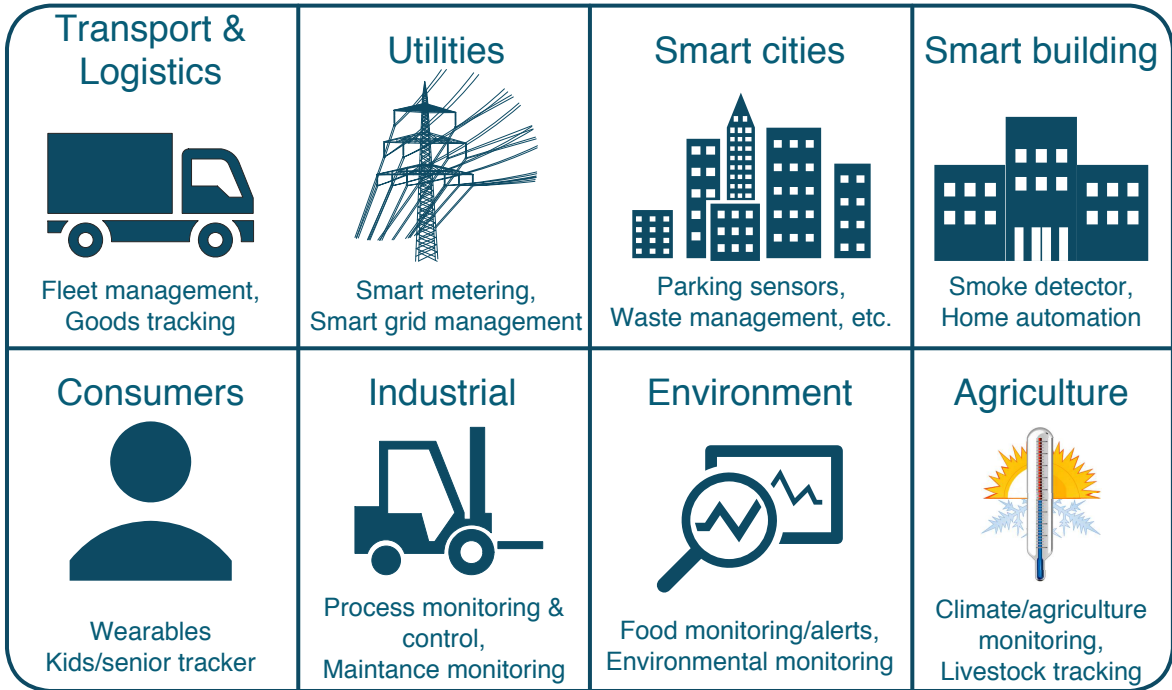 Transport &
Logistics
Fleet management,
Goods tracking
Utilities
Smart metering,
Smart grid management
Smart cities
Parking sensors,
Waste management, etc.
Smart building
Smoke detector,
Home automation
Consumers
Wearables
Kids/senior tracker
Industrial
Process monitoring &
control,
Maintance monitoring
Environment
Food monitoring/alerts,
Environmental monitoring
Agriculture
Climate/agriculture
monitoring,
Livestock tracking